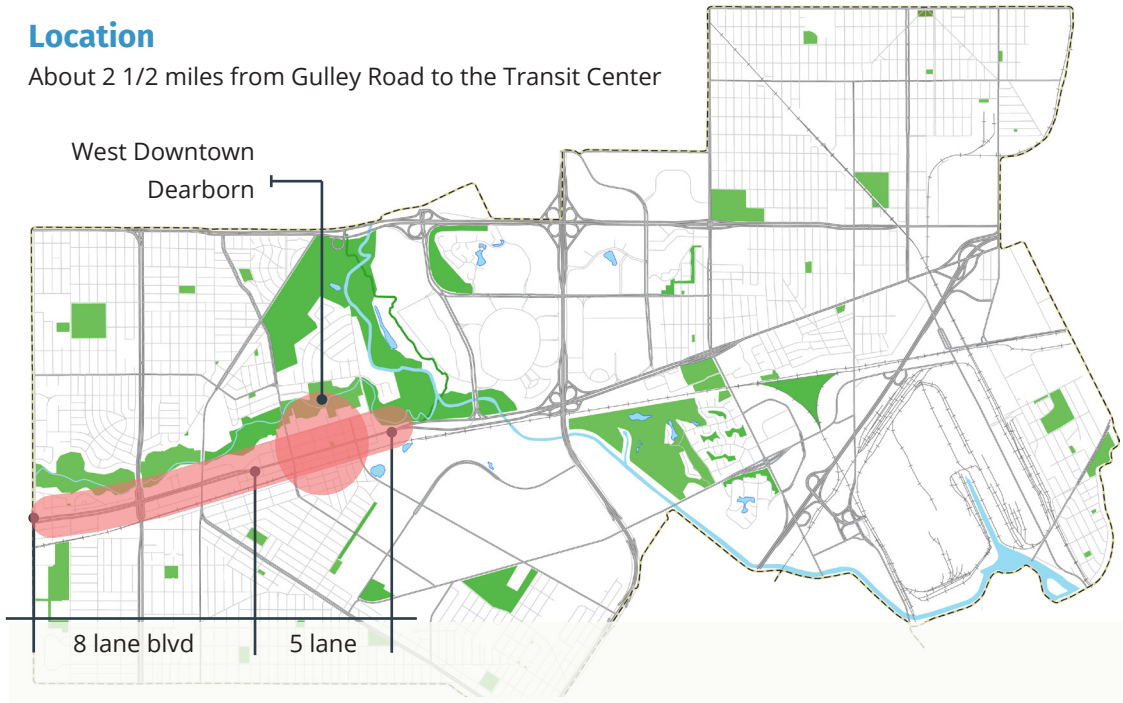 Location
About 2 1/2 miles from Gulley Road to the Transit Center
West Downtown
Dearborn
8 lane blvd
5 lane